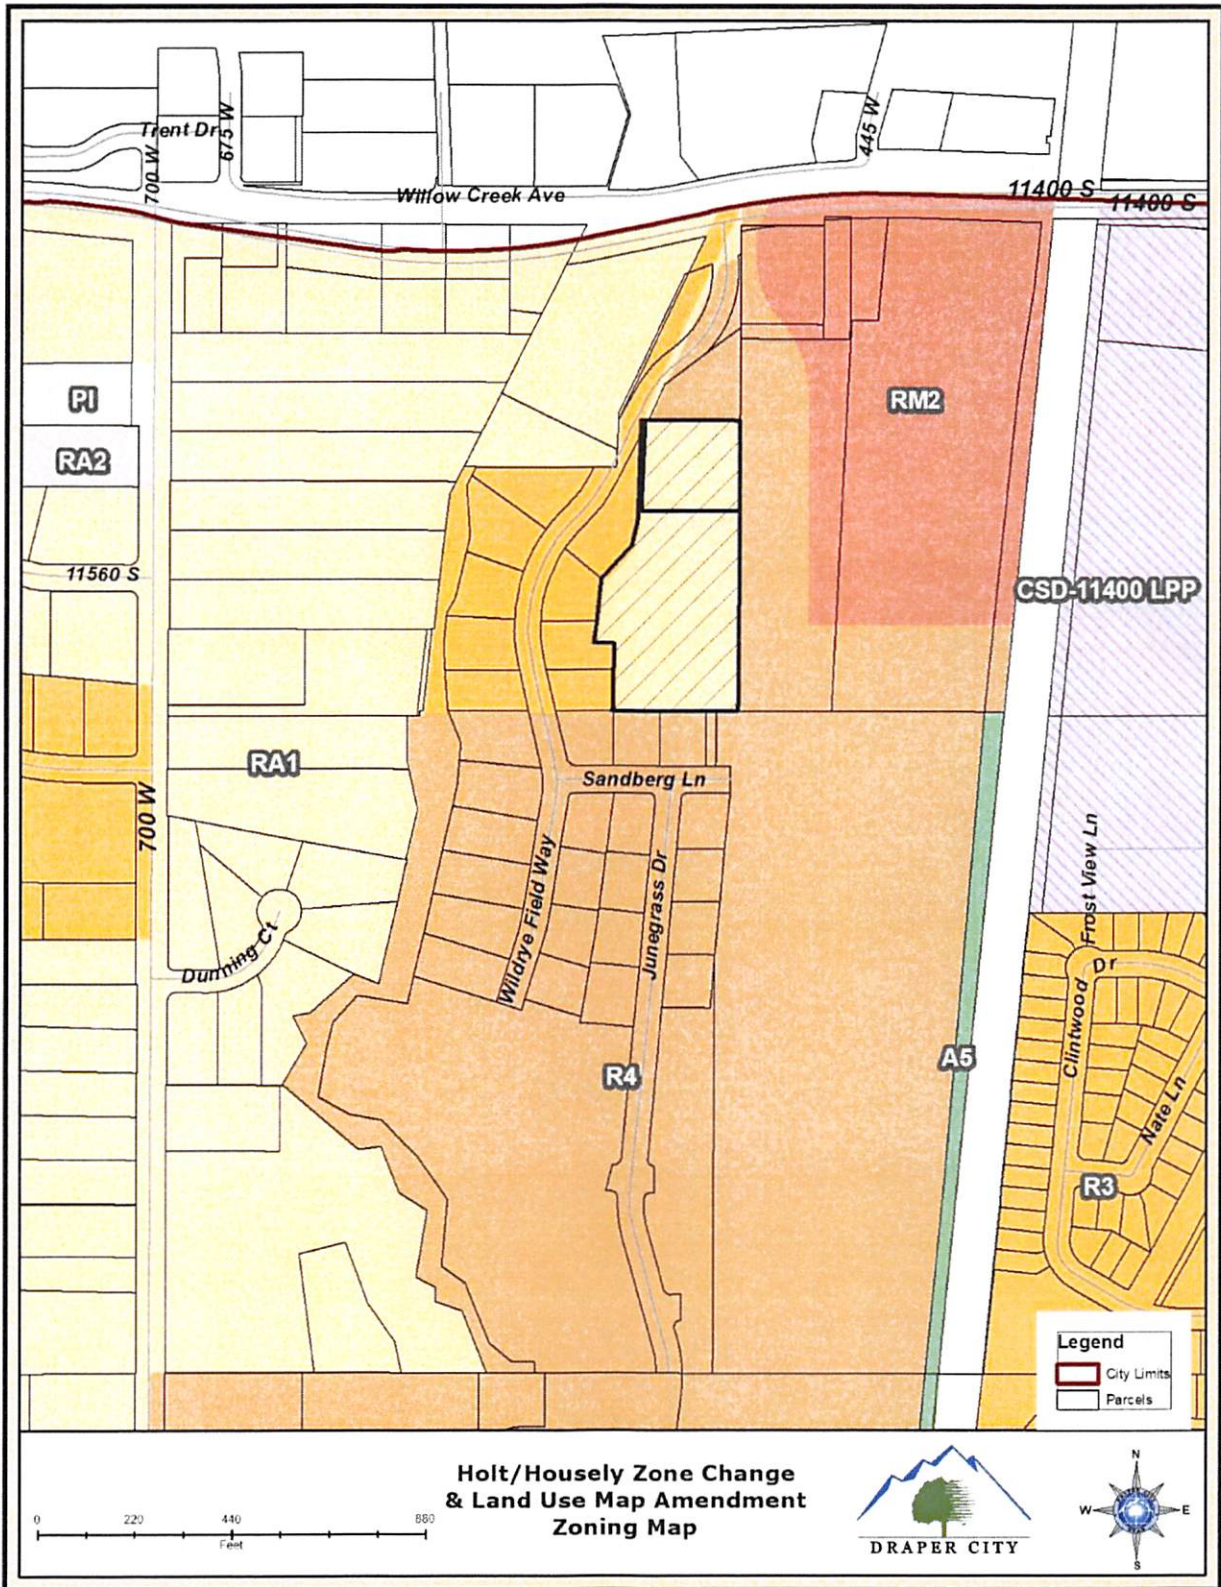 Trent Dr
675 W
700 W
445 W
Willow Creek Ave
11400 S
11400 S
PI
RM2
RA2
11560 S
CSD-11400 LPP
RA1
Sandberg Ln
700 W
Wildrye Field Way
Junegrass Dr
Frost View Ln
Dunning Ct
Clintwood Dr
A5
R4
Nate Ln
R3
Legend
City Limits
Parcels
Holt/Housely Zone Change
& Land Use Map Amendment
Zoning Map
0 220 440 880
Feet
DRAPER CITY
N
W E
S